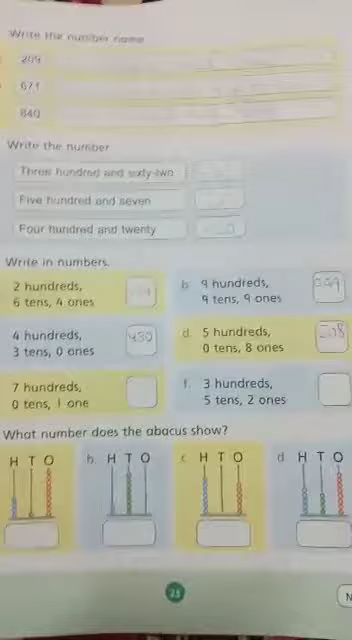 Write the number name
209
671
840
Write the number
Three hundred and sixty-two
Five hundred and seven
Four hundred and twenty
Write in numbers.
2 hundreds, b. 9 hundreds,
6 tens, 4 ones 9 tens, 9 ones
4 hundreds, 430 d. 5 hundreds,
3 tens, 0 ones 0 tens, 8 ones
7 hundreds, f. 3 hundreds,
0 tens, 1 one 5 tens, 2 ones
What number does the abacus show?
H T O b. H T O c. H T O d. H T O
23
N